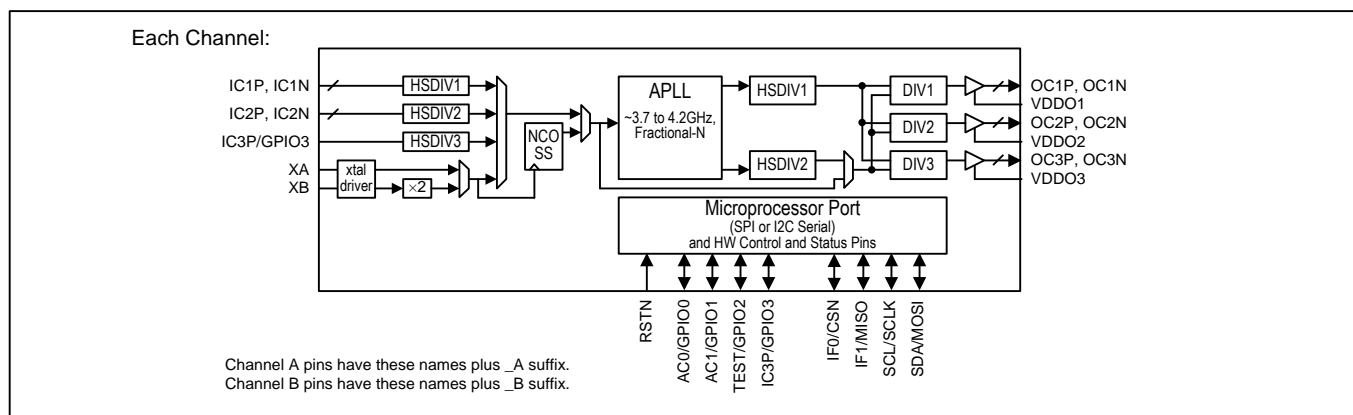 Each Channel:
IC1P, IC1N
IC2P, IC2N
IC3P/GPIO3
XA
XB
HSDIV1
HSDIV2
HSDIV3
xtal
driver
×2
NCO
SS
APLL
~3.7 to 4.2GHz,
Fractional-N
HSDIV1
HSDIV2
DIV1
DIV2
DIV3
OC1P, OC1N
VDDO1
OC2P, OC2N
VDDO2
OC3P, OC3N
VDDO3
Microprocessor Port
(SPI or I2C Serial)
and HW Control and Status Pins
RSTN
AC0/GPIO0
AC1/GPIO1
TEST/GPIO2
IC3P/GPIO3
IF0/CSN
IF1/MISO
SCL/SCLK
SDA/MOSI
Channel A pins have these names plus _A suffix.
Channel B pins have these names plus _B suffix.